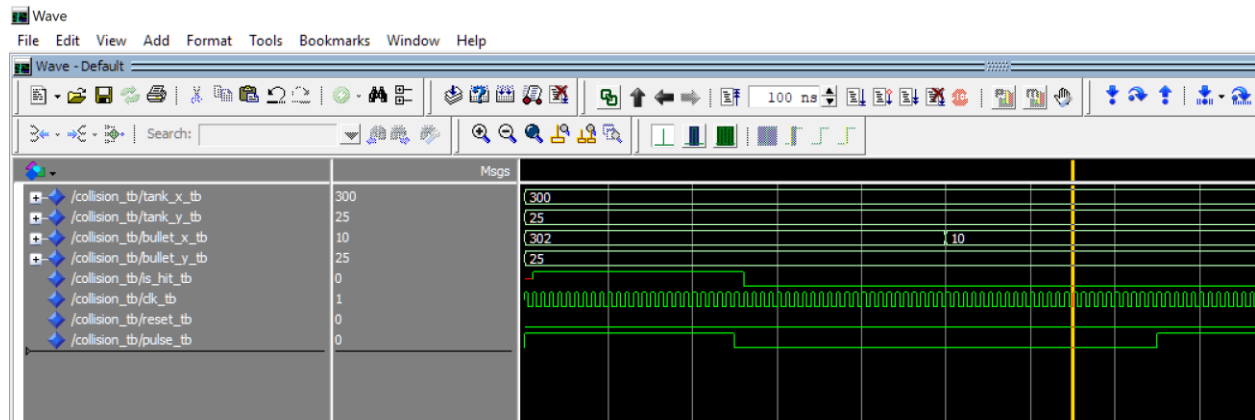 Wave
File Edit View Add Format Tools Bookmarks Window Help
Wave - Default
100 ns
Search:
Msgs
/collision_tb/tank_x_tb 300 300
/collision_tb/tank_y_tb 25 25
/collision_tb/bullet_x_tb 10 302 10
/collision_tb/bullet_y_tb 25 25
/collision_tb/is_hit_tb 0
/collision_tb/clk_tb 1
/collision_tb/reset_tb 0
/collision_tb/pulse_tb 0